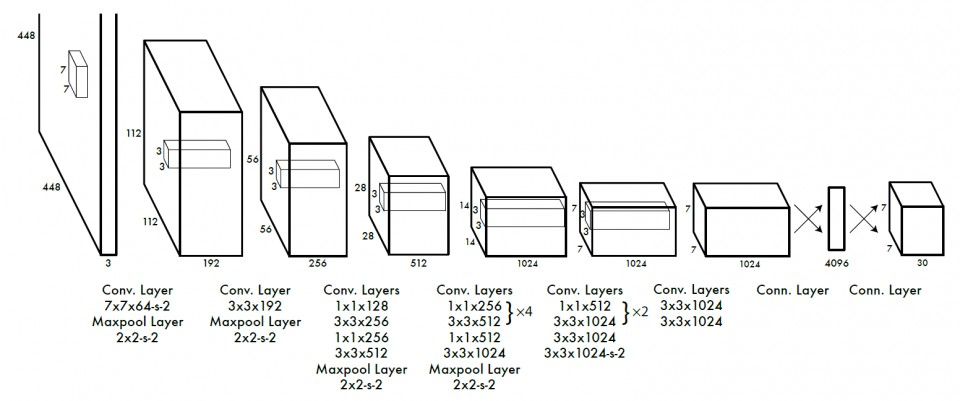 448
7
7
448
3
112
3
3
112
192
56
3
3
56
256
28
3
3
28
512
14
3
3
14
1024
7
3
3
7
1024
7
7
1024
4096
7
7
30
Conv. Layer
7x7x64-s-2
Maxpool Layer
2x2-s-2
Conv. Layer
3x3x192
Maxpool Layer
2x2-s-2
Conv. Layers
1x1x128
3x3x256
1x1x256
3x3x512
Maxpool Layer
2x2-s-2
Conv. Layers
1x1x256
3x3x512 } ×4
1x1x512
3x3x1024
Maxpool Layer
2x2-s-2
Conv. Layers
1x1x512
3x3x1024 } ×2
3x3x1024
3x3x1024-s-2
Conv. Layers
3x3x1024
3x3x1024
Conn. Layer
Conn. Layer